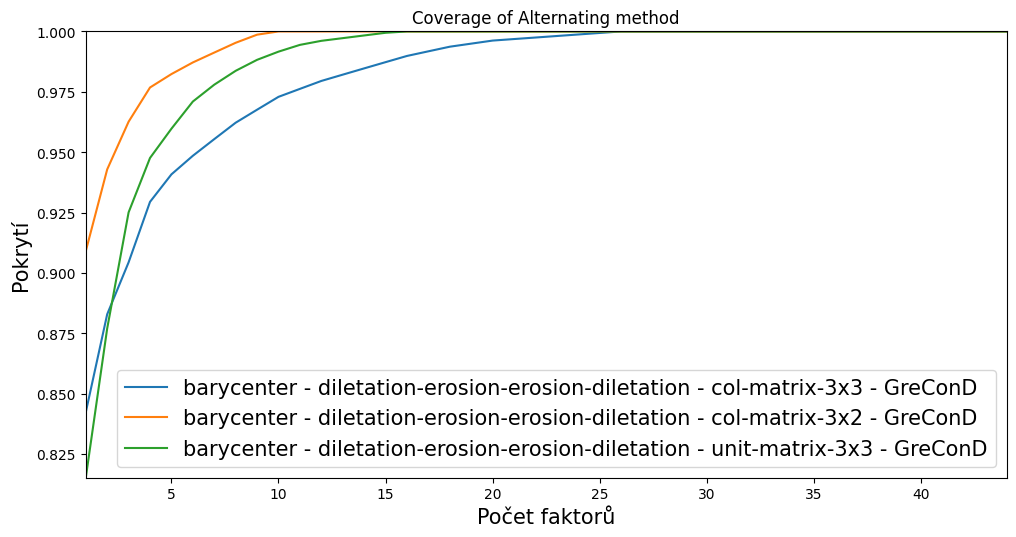 Coverage of Alternating method
1.000
0.975
0.950
0.925
0.900
0.875
0.850
0.825
Pokrytí
barycenter - diletation-erosion-erosion-diletation - col-matrix-3x3 - GreConD
barycenter - diletation-erosion-erosion-diletation - col-matrix-3x2 - GreConD
barycenter - diletation-erosion-erosion-diletation - unit-matrix-3x3 - GreConD
5 10 15 20 25 30 35 40
Počet faktorů